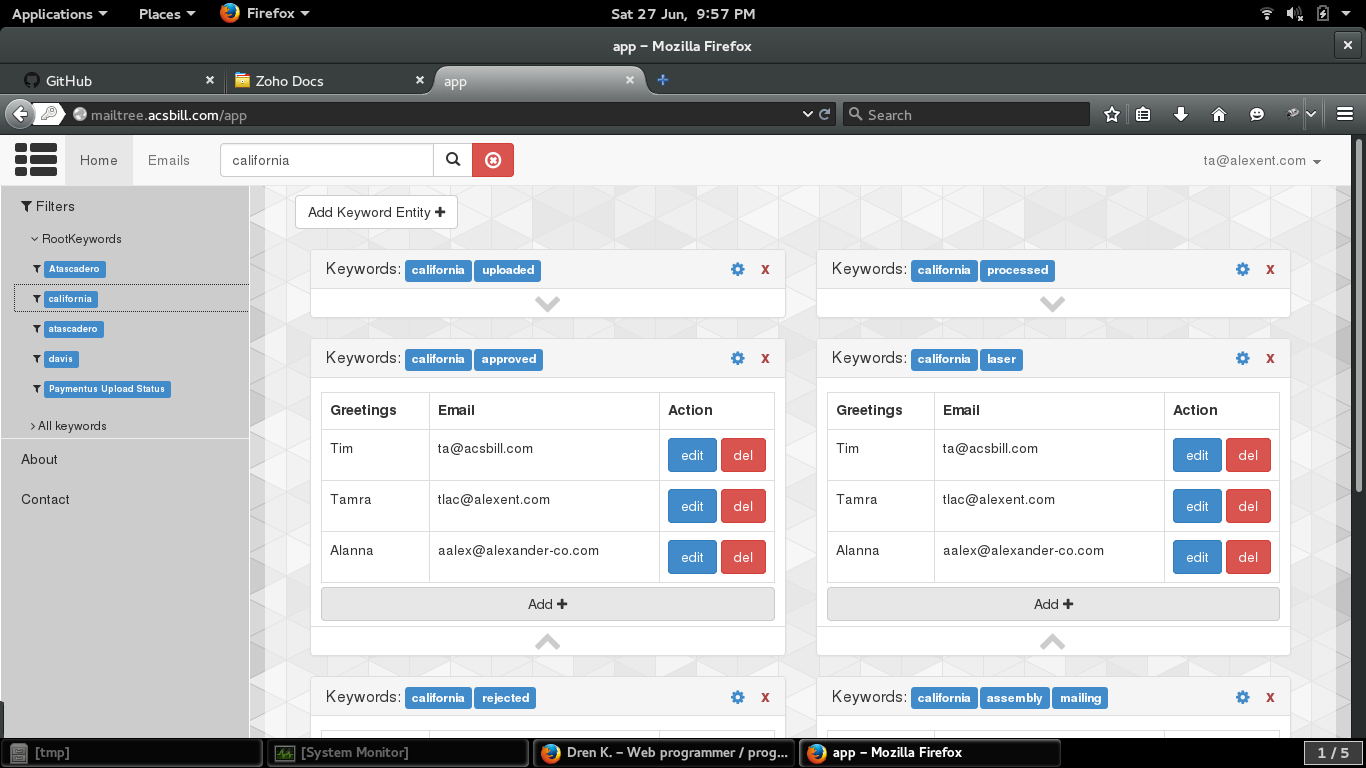 Applications Places Firefox Sat 27 Jun, 9:57 PM
app – Mozilla Firefox
GitHub Zoho Docs app
mailtree.acsbill.com/app Search
Home Emails california ta@alexent.com
Filters
RootKeywords
Atascadero
california
atascadero
davis
Paymentus Upload Status
All keywords
About
Contact
Add Keyword Entity
Keywords: california uploaded x
Keywords: california processed x
Keywords: california approved x
Greetings Email Action
Tim ta@acsbill.com edit del
Tamra tlac@alexent.com edit del
Alanna aalex@alexander-co.com edit del
Add
Keywords: california laser x
Greetings Email Action
Tim ta@acsbill.com edit del
Tamra tlac@alexent.com edit del
Alanna aalex@alexander-co.com edit del
Add
Keywords: california rejected x
Keywords: california assembly mailing x
[tmp] [System Monitor] Dren K. – Web programmer / prog... app – Mozilla Firefox 1 / 5